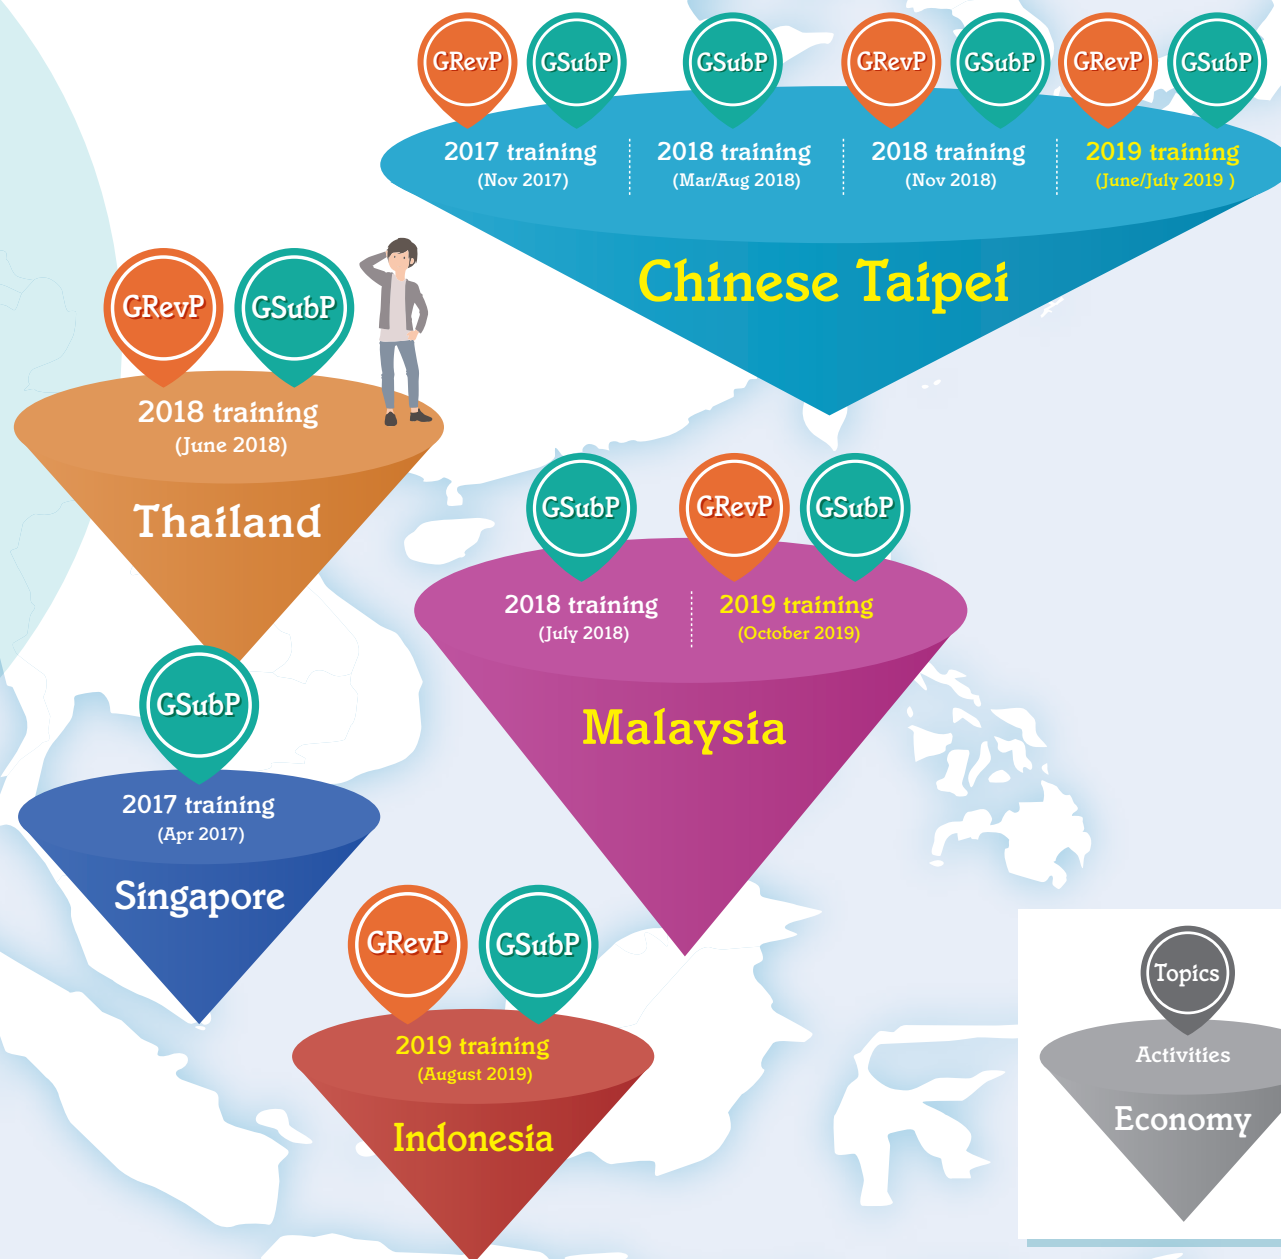 GRevP
GSubP
GSubP
GRevP
GSubP
GRevP
GSubP
2017 training
(Nov 2017)
2018 training
(Mar/Aug 2018)
2018 training
(Nov 2018)
2019 training
(June/July 2019 )
Chinese Taipei
GRevP
GSubP
2018 training
(June 2018)
Thailand
GSubP
GRevP
GSubP
2018 training
(July 2018)
2019 training
(October 2019)
Malaysia
GSubP
2017 training
(Apr 2017)
Singapore
GRevP
GSubP
2019 training
(August 2019)
Indonesia
Topics
Activities
Economy